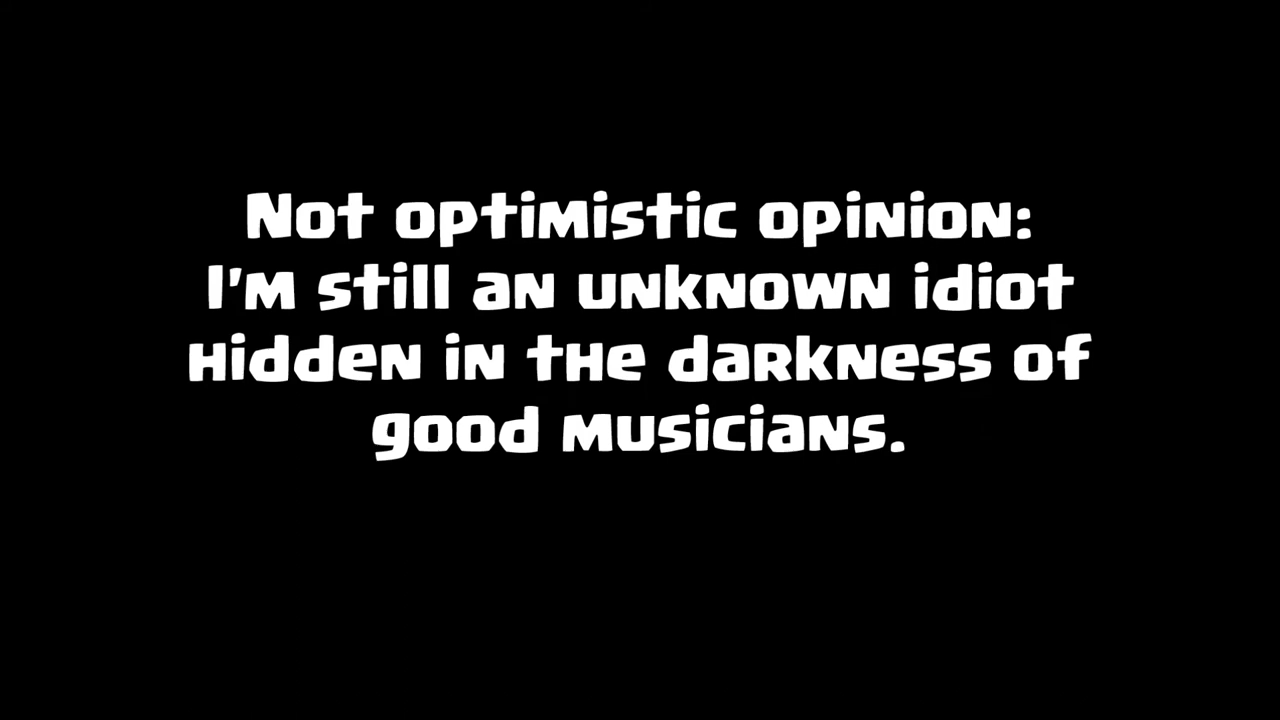 Not optimistic opinion:
I'm still an unknown idiot
hidden in the darkness of
good musicians.